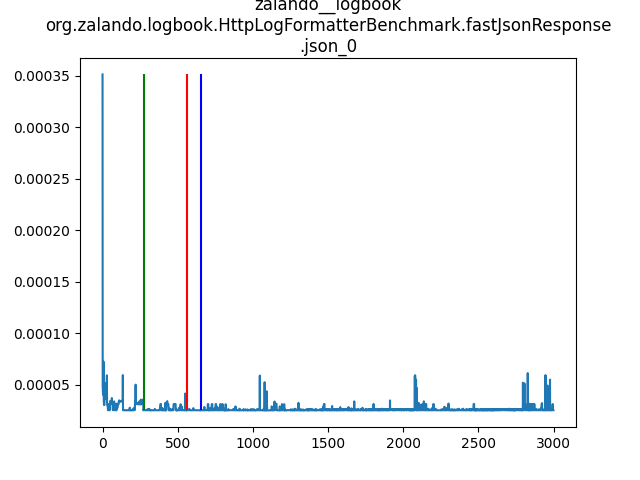 zalando__logbook
org.zalando.logbook.HttpLogFormatterBenchmark.fastJsonResponse
.json_0
0.00035
0.00030
0.00025
0.00020
0.00015
0.00010
0.00005
0 500 1000 1500 2000 2500 3000